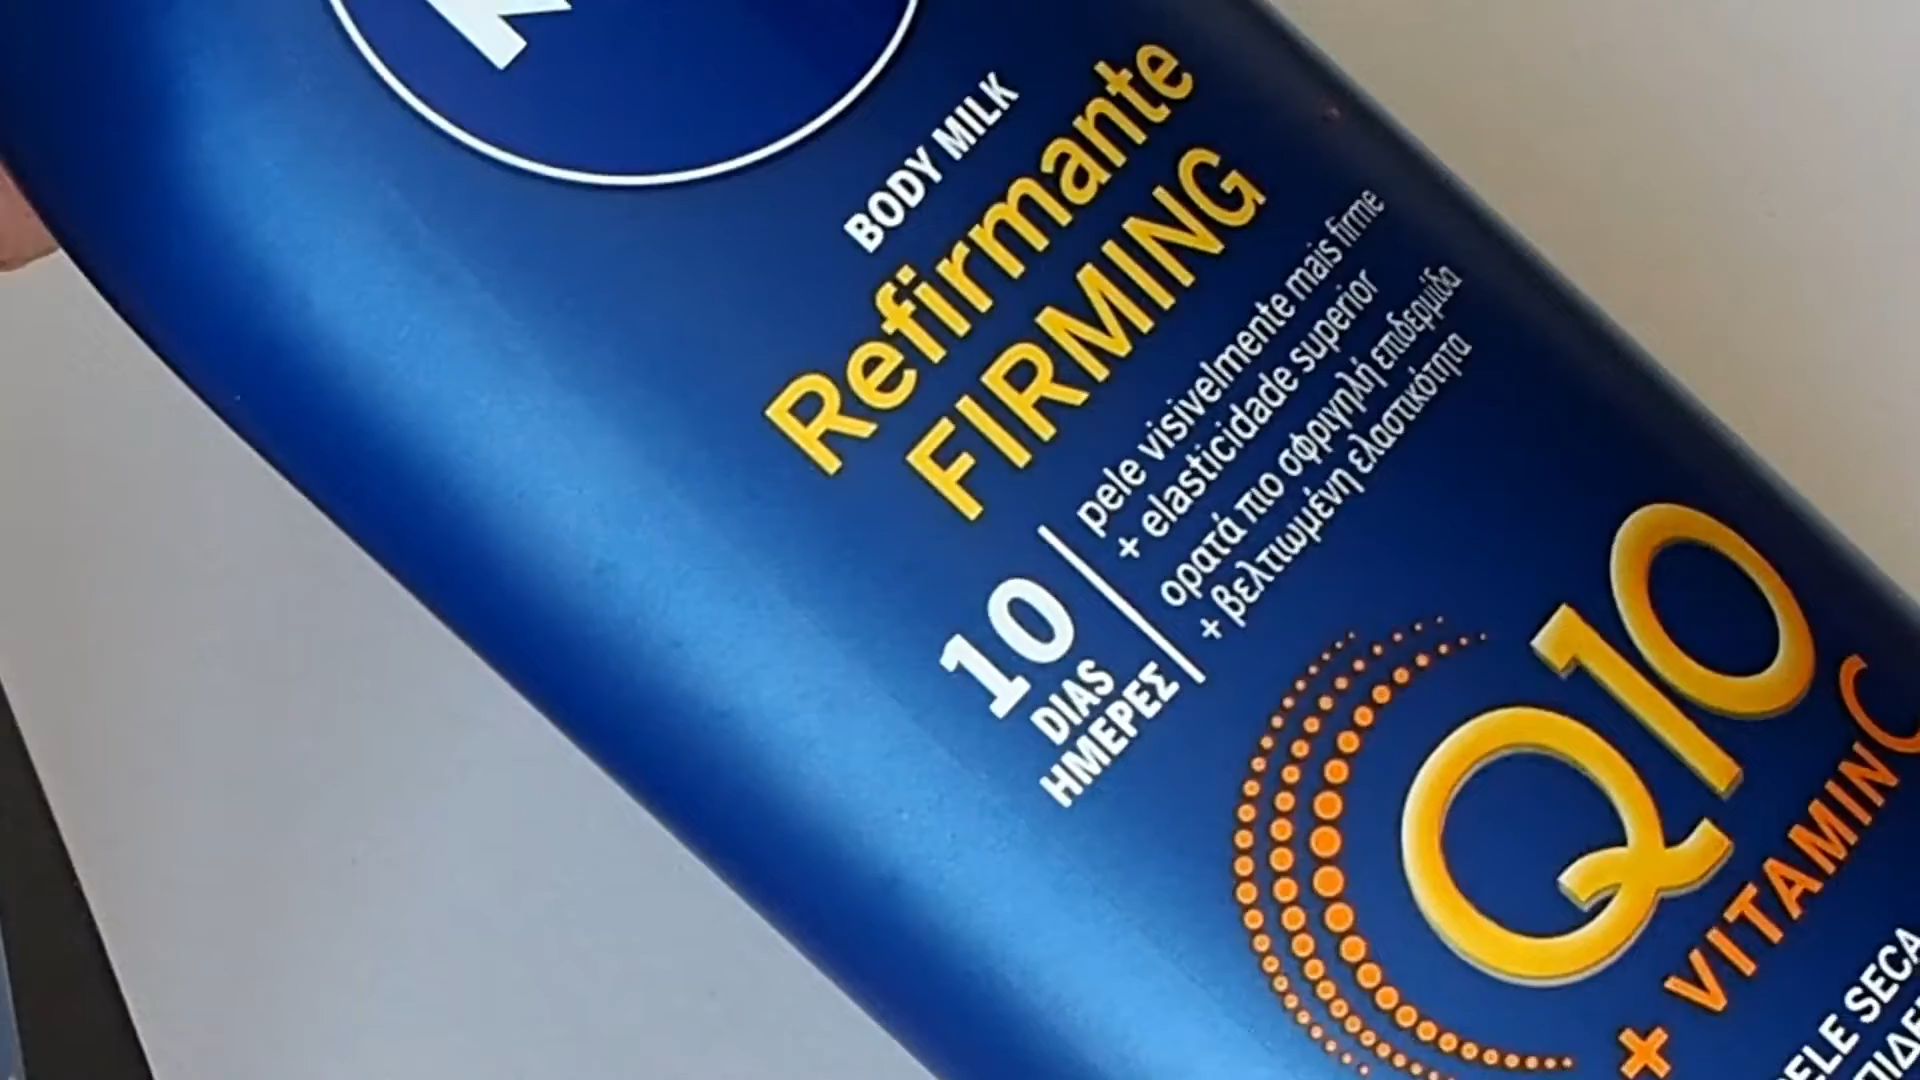 BODY MILK
Refirmante
FIRMING
10
DIAS
ΗΜΕΡΕΣ
pele visivelmente mais firme
+ elasticidade superior
ορατά πιο σφριγηλή επιδερμίδα
+ βελτιωμένη ελαστικότητα
Q10
+ VITAMIN C
PELE SECA